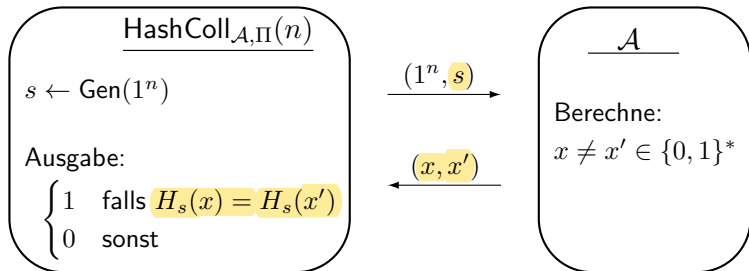 HashColl_{𝒜,Π}(n)
s ← Gen(1^n)
Ausgabe:
{ 1 falls H_s(x) = H_s(x′)
0 sonst
(1^n, s)
(x, x′)
𝒜
Berechne:
x ≠ x′ ∈ {0, 1}*